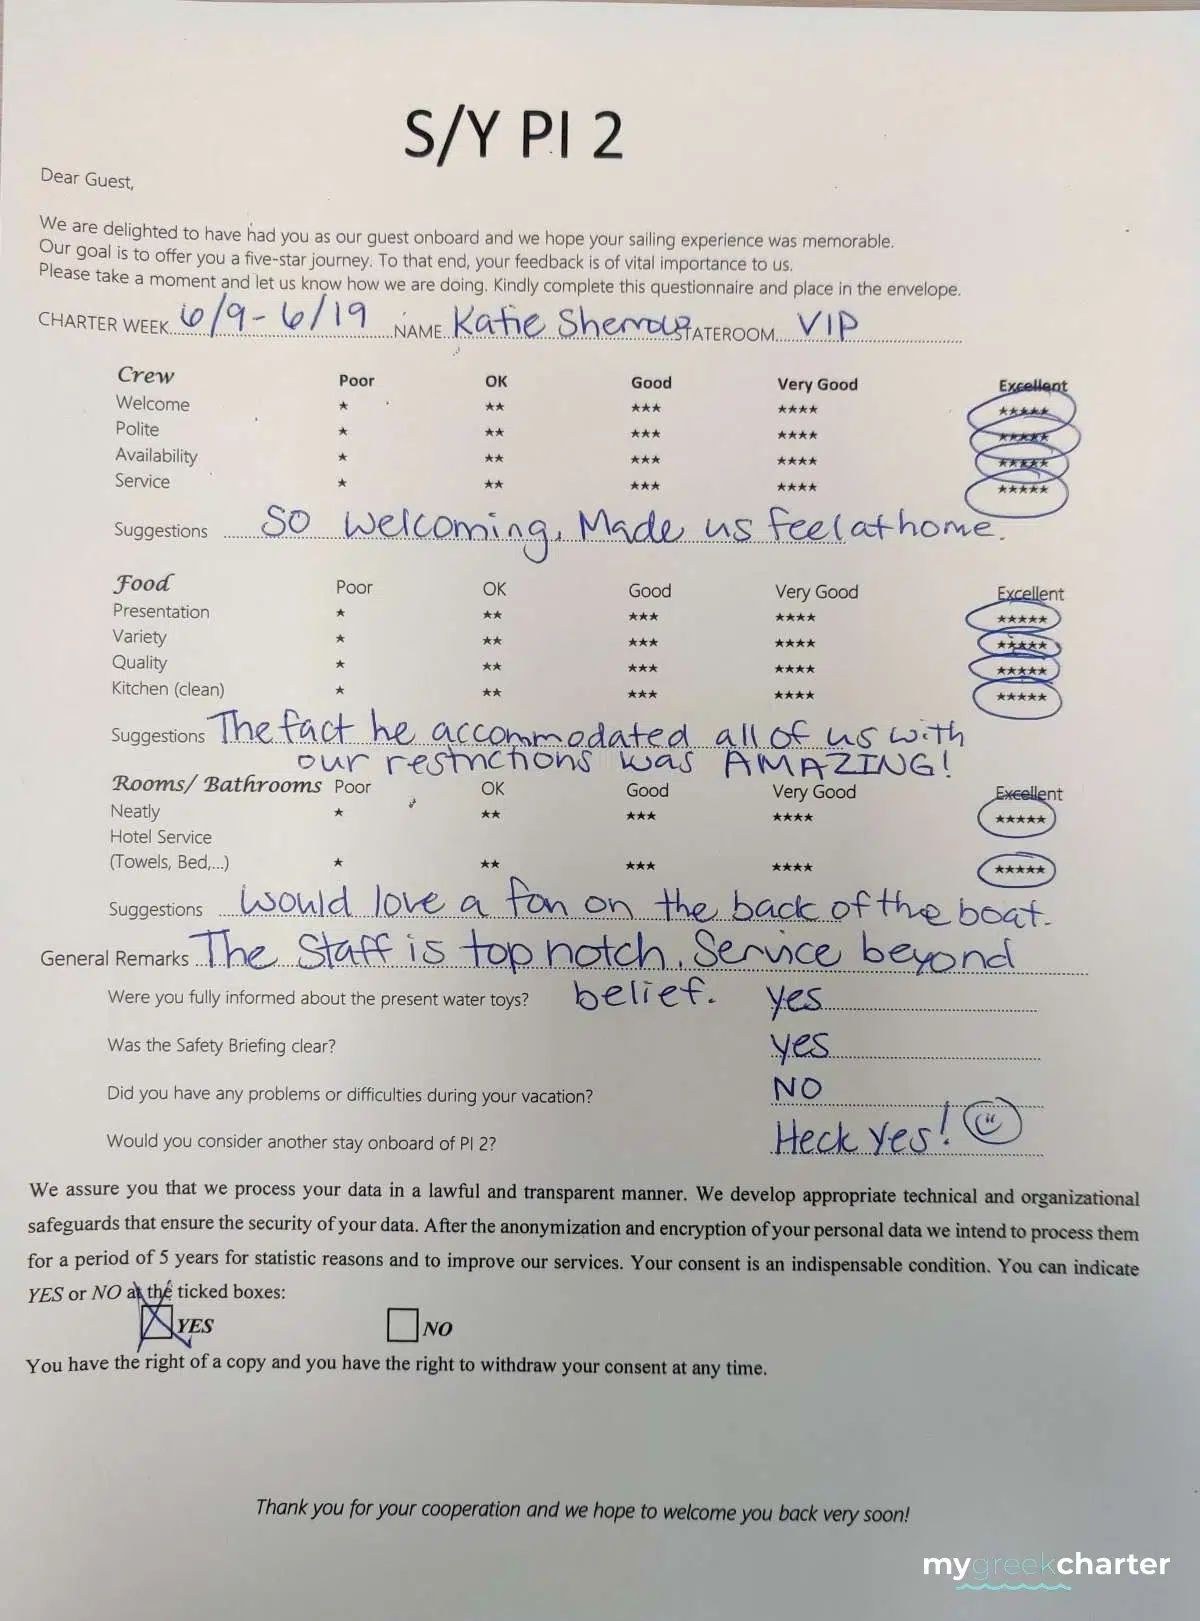 S/Y PI 2
Dear Guest,
We are delighted to have had you as our guest onboard and we hope your sailing experience was memorable.
Our goal is to offer you a five-star journey. To that end, your feedback is of vital importance to us.
Please take a moment and let us know how we are doing. Kindly complete this questionnaire and place in the envelope.
CHARTER WEEK 6/9-6/19 NAME Katie STATEROOM VIP
Crew Poor OK Good Very Good Excellent
Welcome ★ ★★ ★★★ ★★★★ ★★★★★
Polite ★ ★★ ★★★ ★★★★ ★★★★★
Availability ★ ★★ ★★★ ★★★★ ★★★★★
Service ★ ★★ ★★★ ★★★★ ★★★★★
Suggestions So welcoming. Made us feel at home.
Food Poor OK Good Very Good Excellent
Presentation ★ ★★ ★★★ ★★★★ ★★★★★
Variety ★ ★★ ★★★ ★★★★ ★★★★★
Quality ★ ★★ ★★★ ★★★★ ★★★★★
Kitchen (clean) ★ ★★ ★★★ ★★★★ ★★★★★
Suggestions The fact he accommodated all of us with
our restrictions was AMAZING!
Rooms/ Bathrooms Poor OK Good Very Good Excellent
Neatly ★ ★★ ★★★ ★★★★ ★★★★★
Hotel Service
(Towels, Bed,...) ★ ★★ ★★★ ★★★★ ★★★★★
Suggestions Would love a fan on the back of the boat.
General Remarks The Staff is top notch. Service beyond
belief.
Were you fully informed about the present water toys? yes
Was the Safety Briefing clear? yes
Did you have any problems or difficulties during your vacation? NO
Would you consider another stay onboard of PI 2? Heck Yes!
We assure you that we process your data in a lawful and transparent manner. We develop appropriate technical and organizational
safeguards that ensure the security of your data. After the anonymization and encryption of your personal data we intend to process them
for a period of 5 years for statistic reasons and to improve our services. Your consent is an indispensable condition. You can indicate
YES or NO at the ticked boxes:
YES NO
You have the right of a copy and you have the right to withdraw your consent at any time.
Thank you for your cooperation and we hope to welcome you back very soon!
mygreekcharter